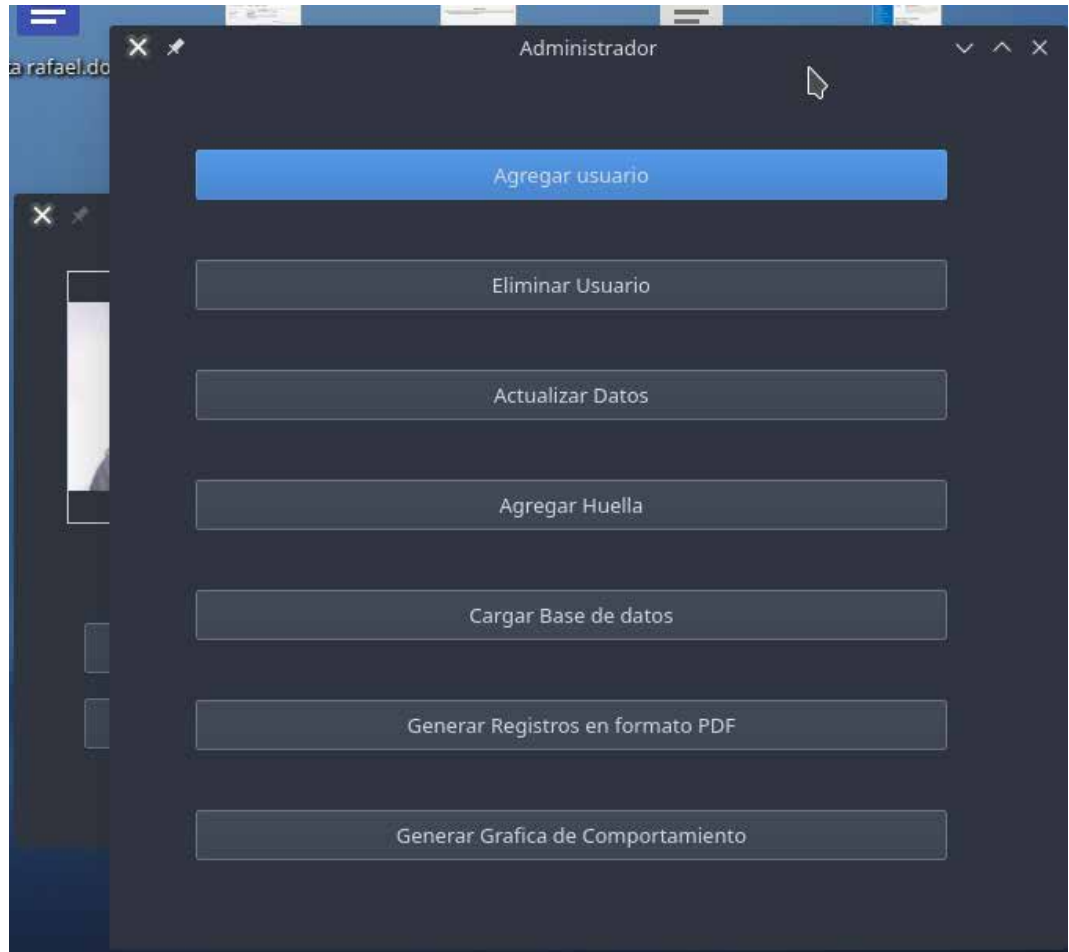 Administrador
a rafael.do
Agregar usuario
Eliminar Usuario
Actualizar Datos
Agregar Huella
Cargar Base de datos
Generar Registros en formato PDF
Generar Grafica de Comportamiento